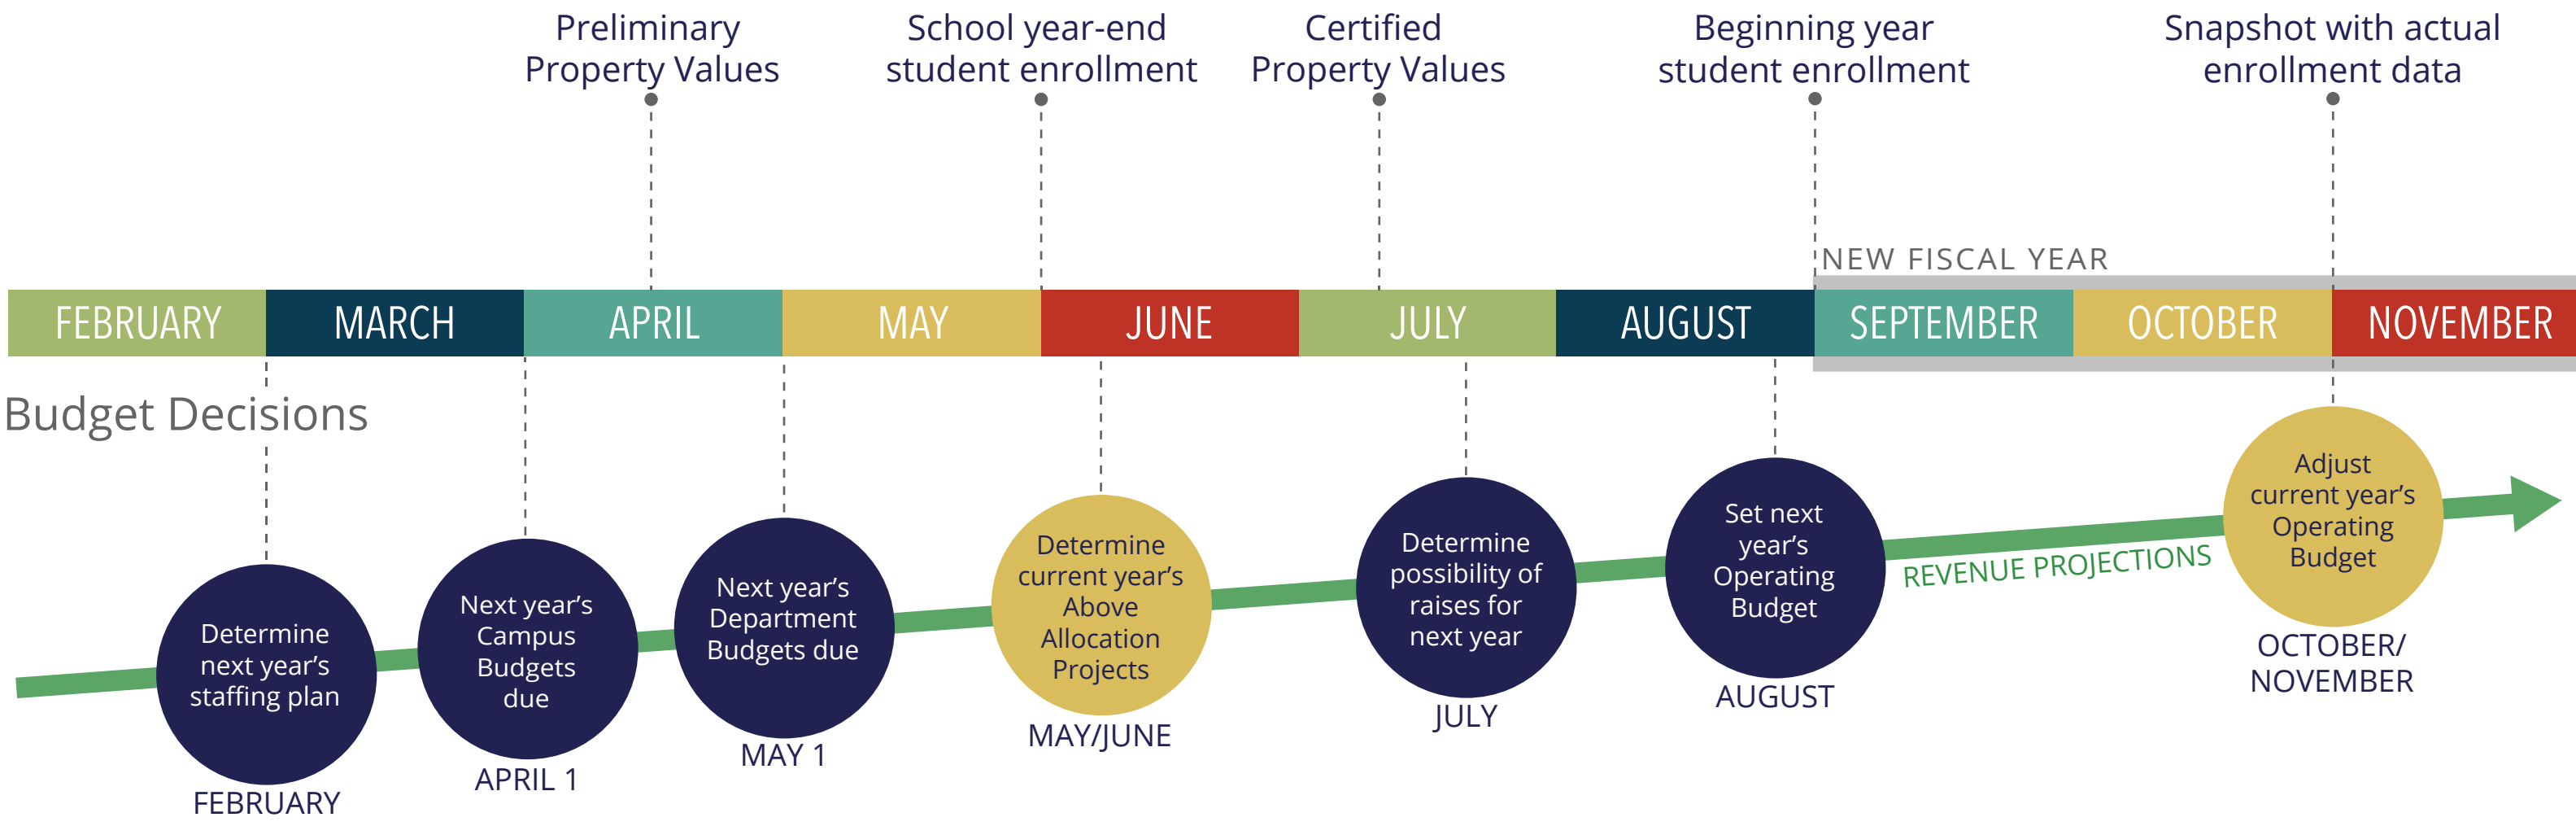 Preliminary
Property Values
School year-end
student enrollment
Certified
Property Values
Beginning year
student enrollment
Snapshot with actual
enrollment data
NEW FISCAL YEAR
FEBRUARY
MARCH
APRIL
MAY
JUNE
JULY
AUGUST
SEPTEMBER
OCTOBER
NOVEMBER
Budget Decisions
Determine
next year’s
staffing plan
FEBRUARY
Next year’s
Campus
Budgets
due
APRIL 1
Next year’s
Department
Budgets due
MAY 1
Determine
current year’s
Above
Allocation
Projects
MAY/JUNE
Determine
possibility of
raises for
next year
JULY
Set next
year’s
Operating
Budget
AUGUST
REVENUE PROJECTIONS
Adjust
current year’s
Operating
Budget
OCTOBER/
NOVEMBER